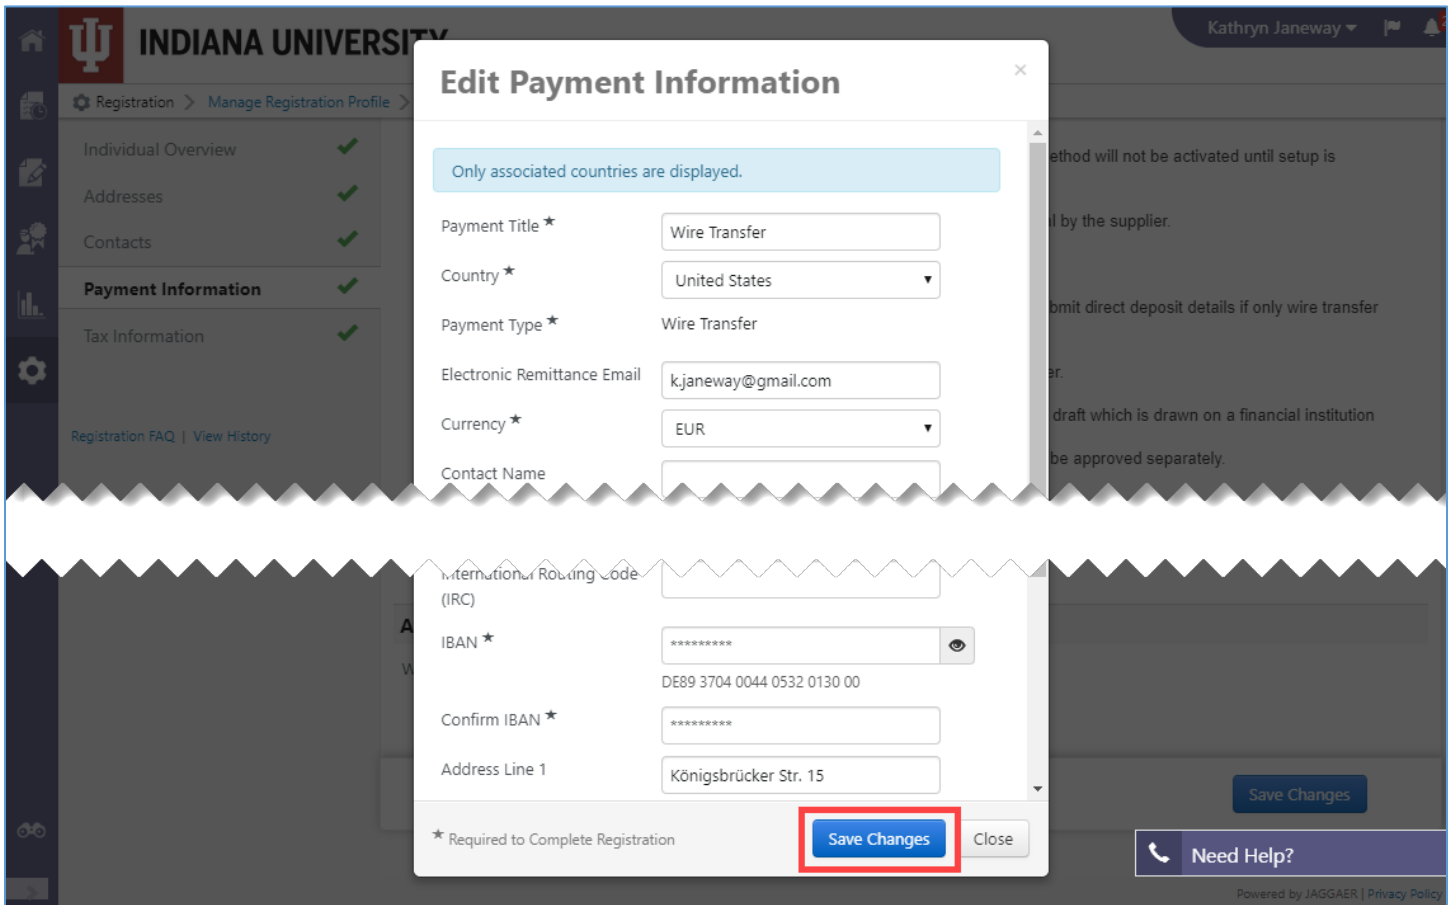 INDIANA UNIVERSITY
Kathryn Janeway
Registration
Manage Registration Profile
Individual Overview
Addresses
Contacts
Payment Information
Tax Information
Registration FAQ | View History
Edit Payment Information
×
Only associated countries are displayed.
Payment Title ★
Wire Transfer
Country ★
United States
Payment Type ★
Wire Transfer
Electronic Remittance Email
k.janeway@gmail.com
Currency ★
EUR
Contact Name
International Routing Code
(IRC)
IBAN ★
*********
DE89 3704 0044 0532 0130 00
Confirm IBAN ★
*********
Address Line 1
Königsbrücker Str. 15
★ Required to Complete Registration
Save Changes
Close
ethod will not be activated until setup is
l by the supplier.
bmit direct deposit details if only wire transfer
er.
draft which is drawn on a financial institution
be approved separately.
A
W
Save Changes
Need Help?
Powered by JAGGAER | Privacy Policy